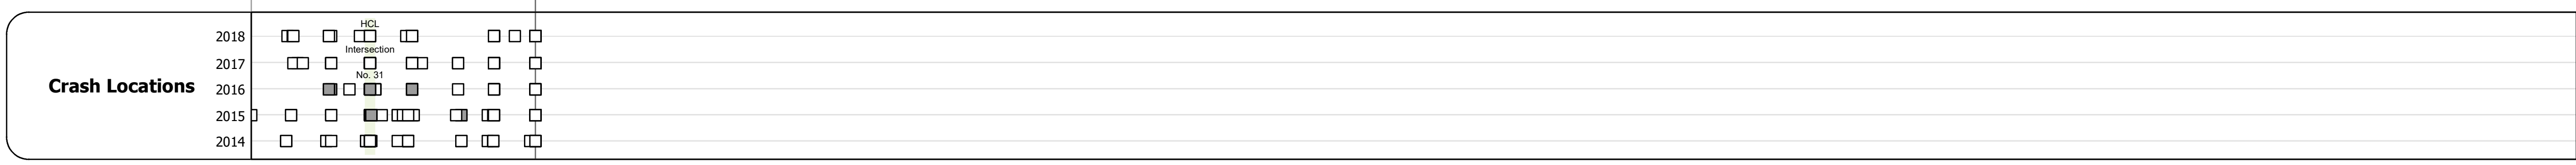 HCL
2018
Intersection
2017
No. 31
Crash Locations
2016
2015
2014